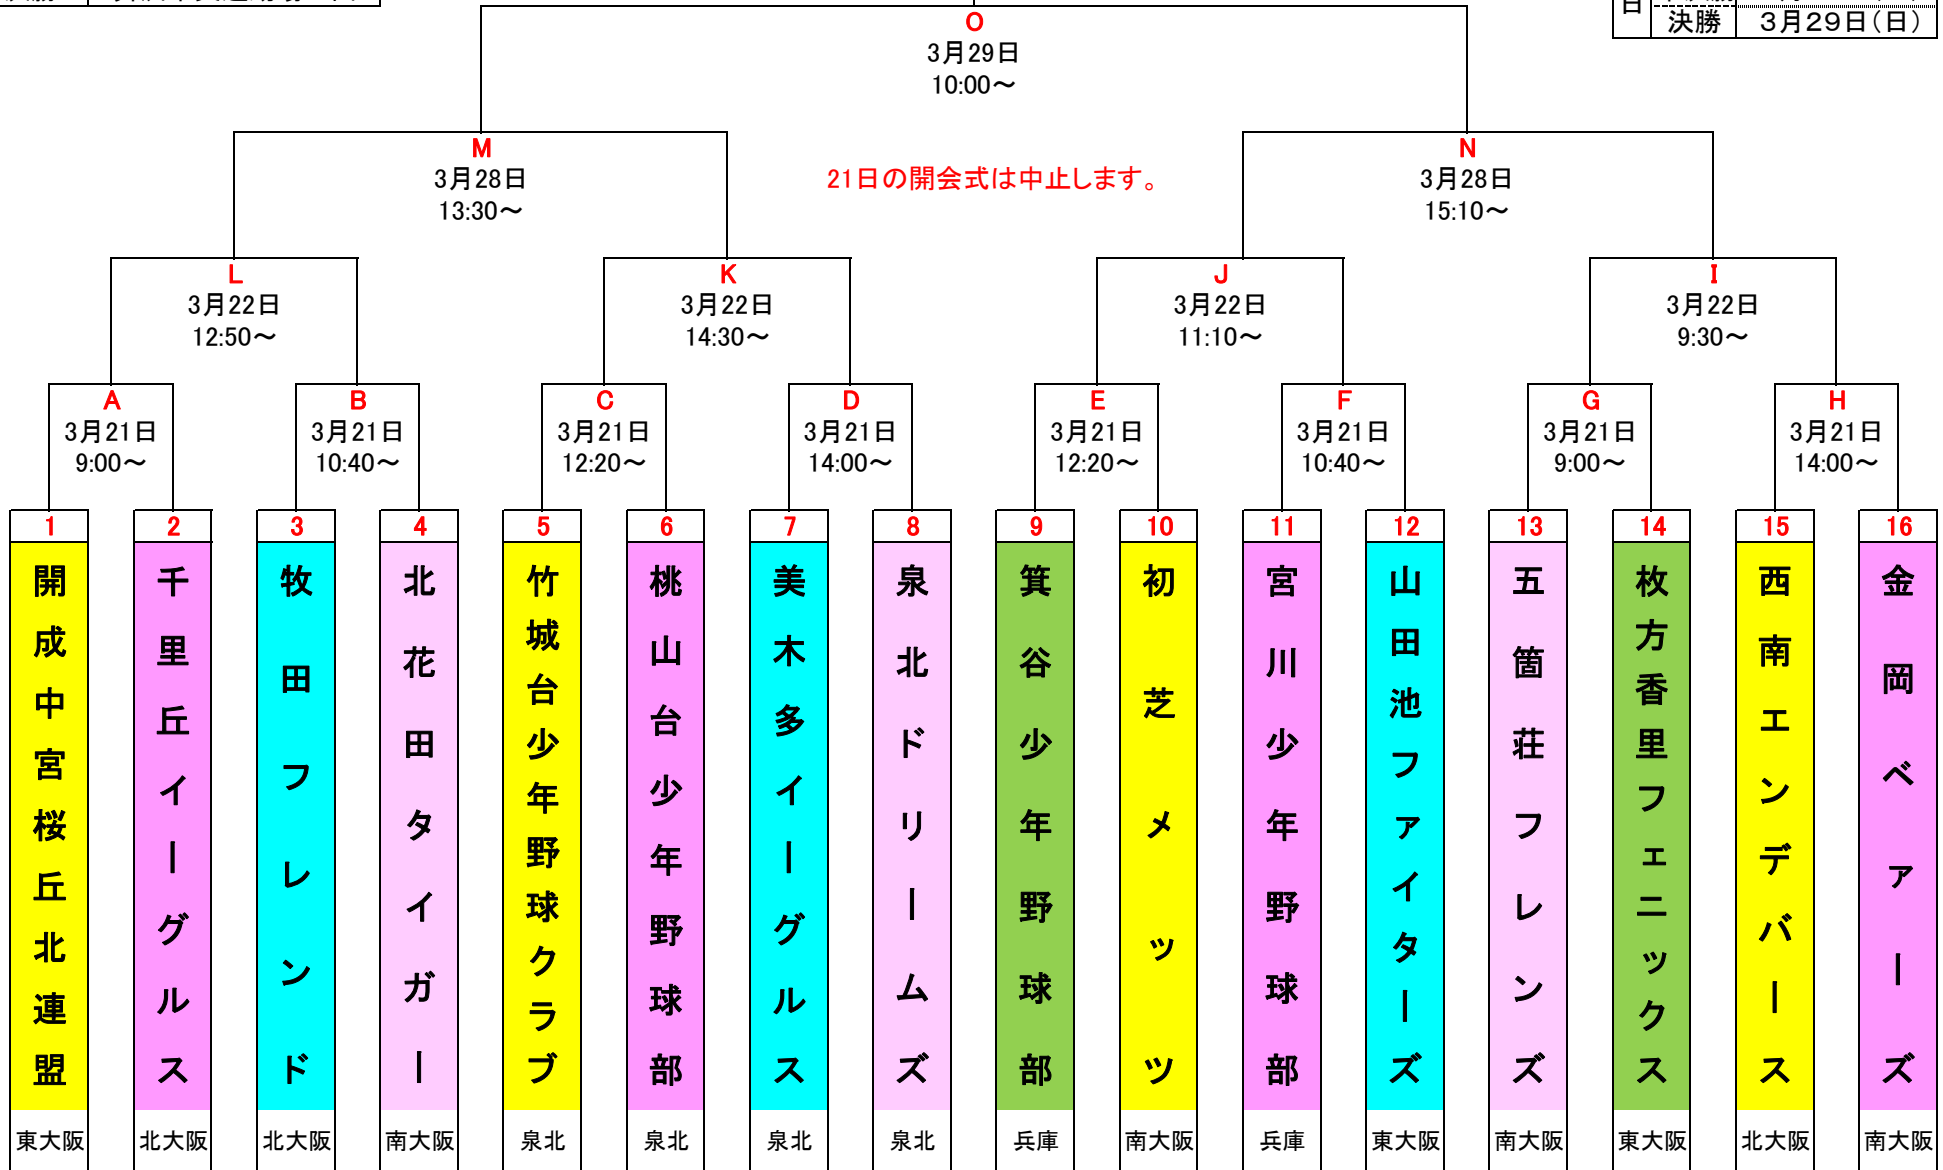 決勝 3月29日(日)
O
3月29日
10:00~
M
3月28日
13:30~
21日の開会式は中止します。
N
3月28日
15:10~
L
3月22日
12:50~
K
3月22日
14:30~
J
3月22日
11:10~
I
3月22日
9:30~
A
3月21日
9:00~
B
3月21日
10:40~
C
3月21日
12:20~
D
3月21日
14:00~
E
3月21日
12:20~
F
3月21日
10:40~
G
3月21日
9:00~
H
3月21日
14:00~
1
開成中宮桜丘北連盟
東大阪
2
千里丘イーグルス
北大阪
3
牧田フレンド
北大阪
4
北花田タイガー
南大阪
5
竹城台少年野球クラブ
泉北
6
桃山台少年野球部
泉北
7
美木多イーグルス
泉北
8
泉北ドリームズ
泉北
9
箕谷少年野球部
兵庫
10
初芝メッツ
南大阪
11
宮川少年野球部
兵庫
12
山田池ファイターズ
東大阪
13
五箇荘フレンズ
南大阪
14
枚方香里フェニックス
東大阪
15
西南エンデバース
北大阪
16
金岡ベァーズ
南大阪